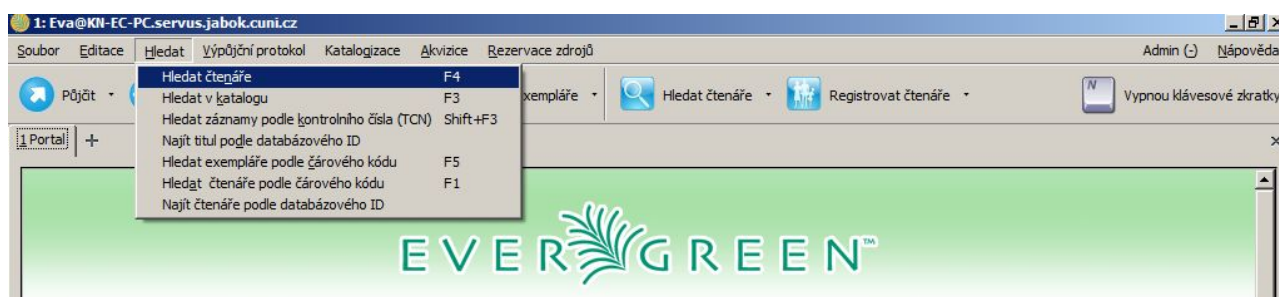 1: Eva@KN-EC-PC.servus.jabok.cuni.cz
Soubor Editace Hledat Výpůjční protokol Katalogizace Akvizice Rezervace zdrojů Admin (-) Nápověda
Půjčit Hledat čtenáře Registrovat čtenáře N Vypnou klávesové zkratky
Hledat čtenáře F4
Hledat v katalogu F3
Hledat záznamy podle kontrolního čísla (TCN) Shift+F3
1 Portal +
Najít titul podle databázového ID
Hledat exempláře podle čárového kódu F5
Hledat čtenáře podle čárového kódu F1
Najít čtenáře podle databázového ID
EVERGREEN™